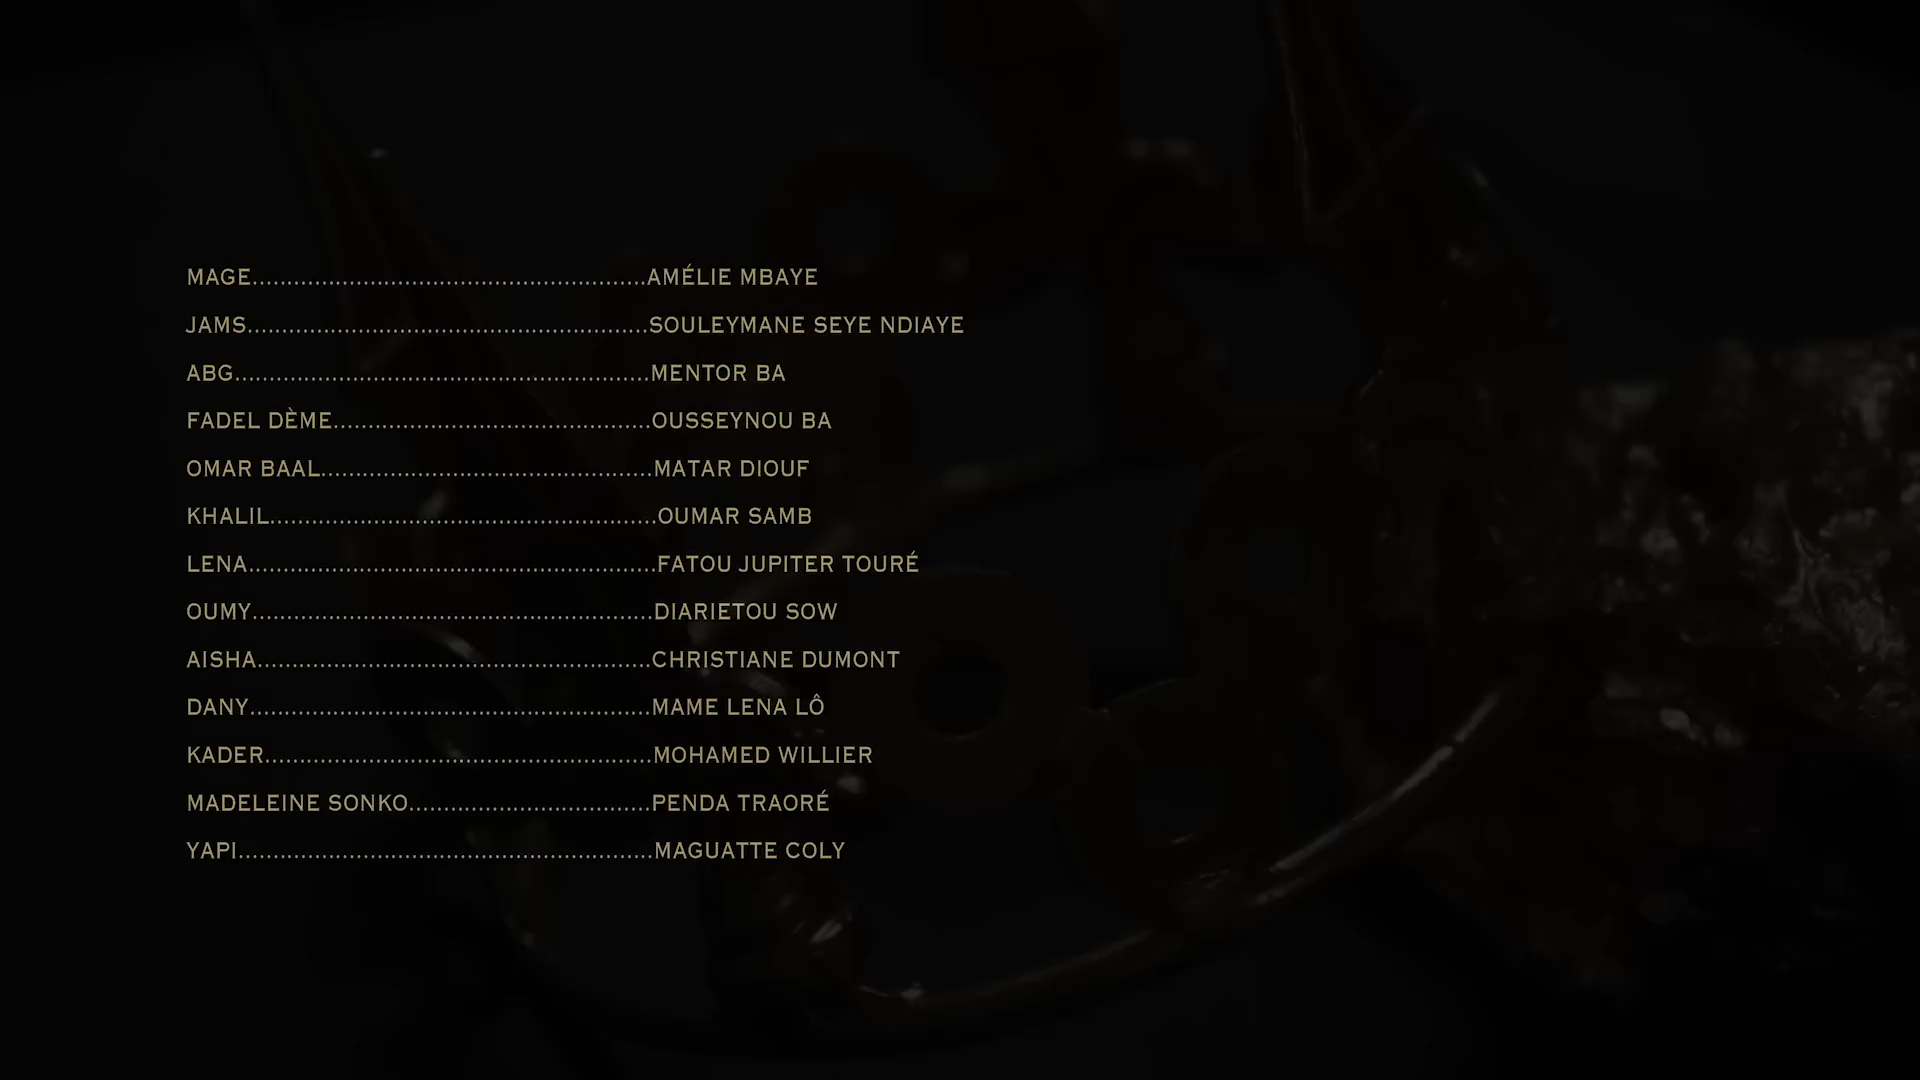 MAGE.........................................................AMÉLIE MBAYE
JAMS..........................................................SOULEYMANE SEYE NDIAYE
ABG............................................................MENTOR BA
FADEL DÈME..............................................OUSSEYNOU BA
OMAR BAAL................................................MATAR DIOUF
KHALIL........................................................OUMAR SAMB
LENA...........................................................FATOU JUPITER TOURÉ
OUMY..........................................................DIARIETOU SOW
AISHA.........................................................CHRISTIANE DUMONT
DANY..........................................................MAME LENA LÔ
KADER........................................................MOHAMED WILLIER
MADELEINE SONKO...................................PENDA TRAORÉ
YAPI............................................................MAGUATTE COLY